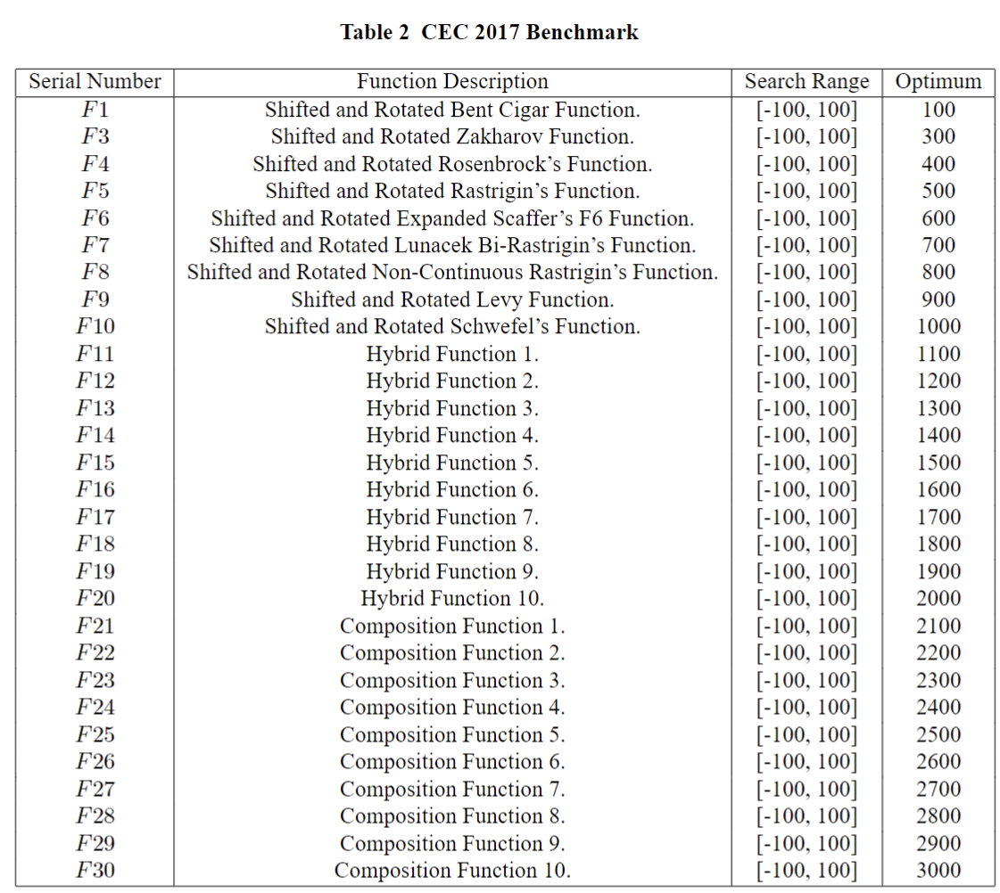 Table 2 CEC 2017 Benchmark
Serial Number Function Description Search Range Optimum
F1 Shifted and Rotated Bent Cigar Function. [-100, 100] 100
F3 Shifted and Rotated Zakharov Function. [-100, 100] 300
F4 Shifted and Rotated Rosenbrock’s Function. [-100, 100] 400
F5 Shifted and Rotated Rastrigin’s Function. [-100, 100] 500
F6 Shifted and Rotated Expanded Scaffer’s F6 Function. [-100, 100] 600
F7 Shifted and Rotated Lunacek Bi-Rastrigin’s Function. [-100, 100] 700
F8 Shifted and Rotated Non-Continuous Rastrigin’s Function. [-100, 100] 800
F9 Shifted and Rotated Levy Function. [-100, 100] 900
F10 Shifted and Rotated Schwefel’s Function. [-100, 100] 1000
F11 Hybrid Function 1. [-100, 100] 1100
F12 Hybrid Function 2. [-100, 100] 1200
F13 Hybrid Function 3. [-100, 100] 1300
F14 Hybrid Function 4. [-100, 100] 1400
F15 Hybrid Function 5. [-100, 100] 1500
F16 Hybrid Function 6. [-100, 100] 1600
F17 Hybrid Function 7. [-100, 100] 1700
F18 Hybrid Function 8. [-100, 100] 1800
F19 Hybrid Function 9. [-100, 100] 1900
F20 Hybrid Function 10. [-100, 100] 2000
F21 Composition Function 1. [-100, 100] 2100
F22 Composition Function 2. [-100, 100] 2200
F23 Composition Function 3. [-100, 100] 2300
F24 Composition Function 4. [-100, 100] 2400
F25 Composition Function 5. [-100, 100] 2500
F26 Composition Function 6. [-100, 100] 2600
F27 Composition Function 7. [-100, 100] 2700
F28 Composition Function 8. [-100, 100] 2800
F29 Composition Function 9. [-100, 100] 2900
F30 Composition Function 10. [-100, 100] 3000